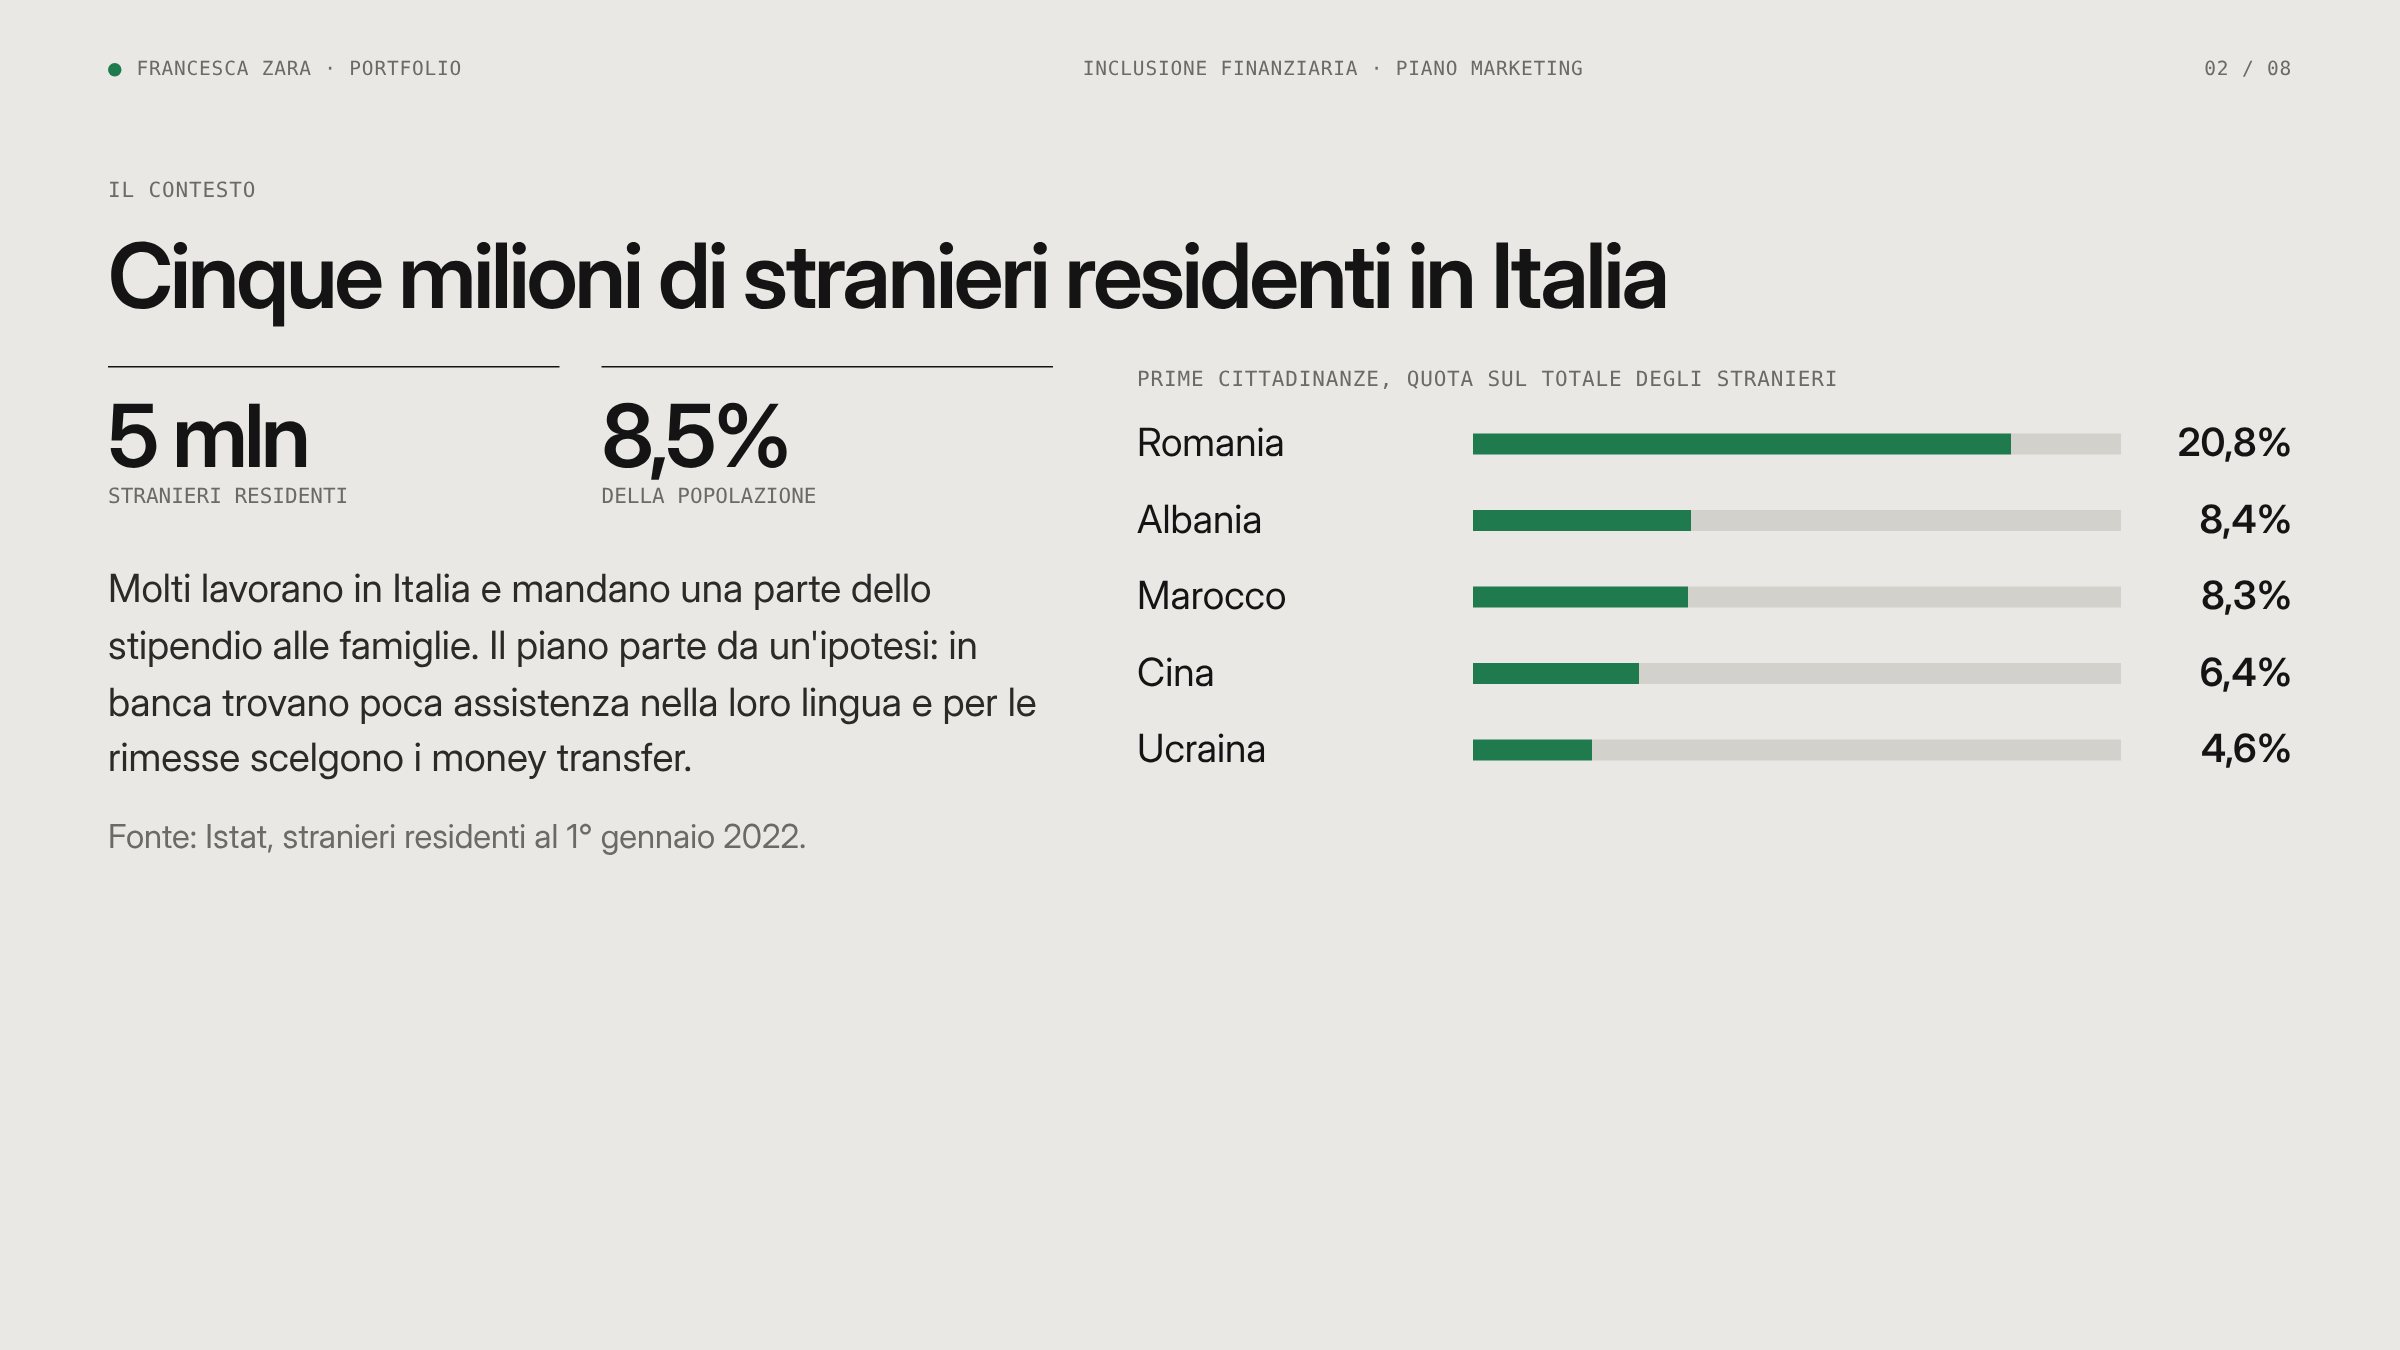 FRANCESCA ZARA · PORTFOLIO
INCLUSIONE FINANZIARIA · PIANO MARKETING
02 / 08
IL CONTESTO
Cinque milioni di stranieri residenti in Italia
5 mln
STRANIERI RESIDENTI
8,5%
DELLA POPOLAZIONE
Molti lavorano in Italia e mandano una parte dello
stipendio alle famiglie. Il piano parte da un'ipotesi: in
banca trovano poca assistenza nella loro lingua e per le
rimesse scelgono i money transfer.
Fonte: Istat, stranieri residenti al 1° gennaio 2022.
PRIME CITTADINANZE, QUOTA SUL TOTALE DEGLI STRANIERI
Romania 20,8%
Albania 8,4%
Marocco 8,3%
Cina 6,4%
Ucraina 4,6%